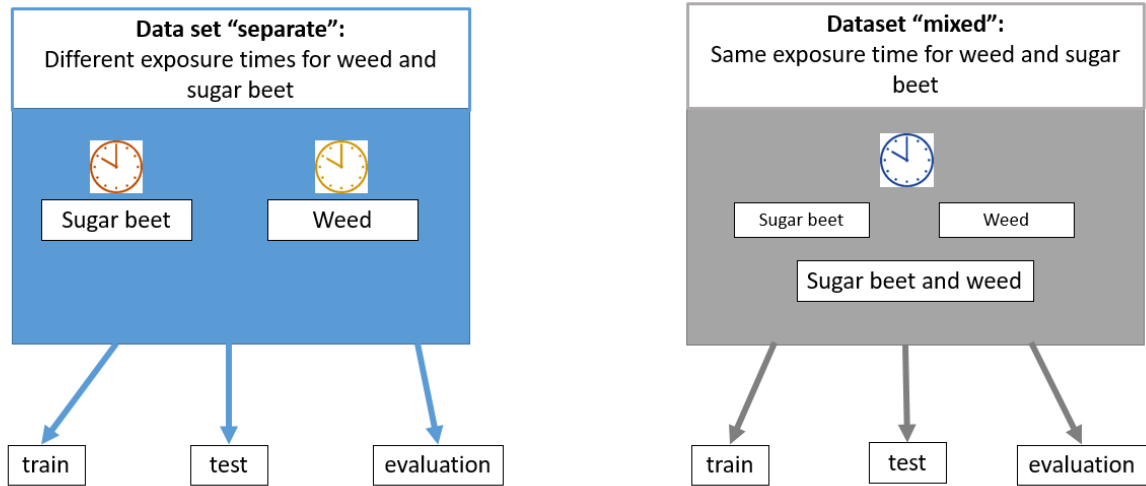 Data set “separate”:
Different exposure times for weed and
sugar beet
Sugar beet
Weed
train
test
evaluation
Dataset “mixed”:
Same exposure time for weed and sugar
beet
Sugar beet
Weed
Sugar beet and weed
train
test
evaluation